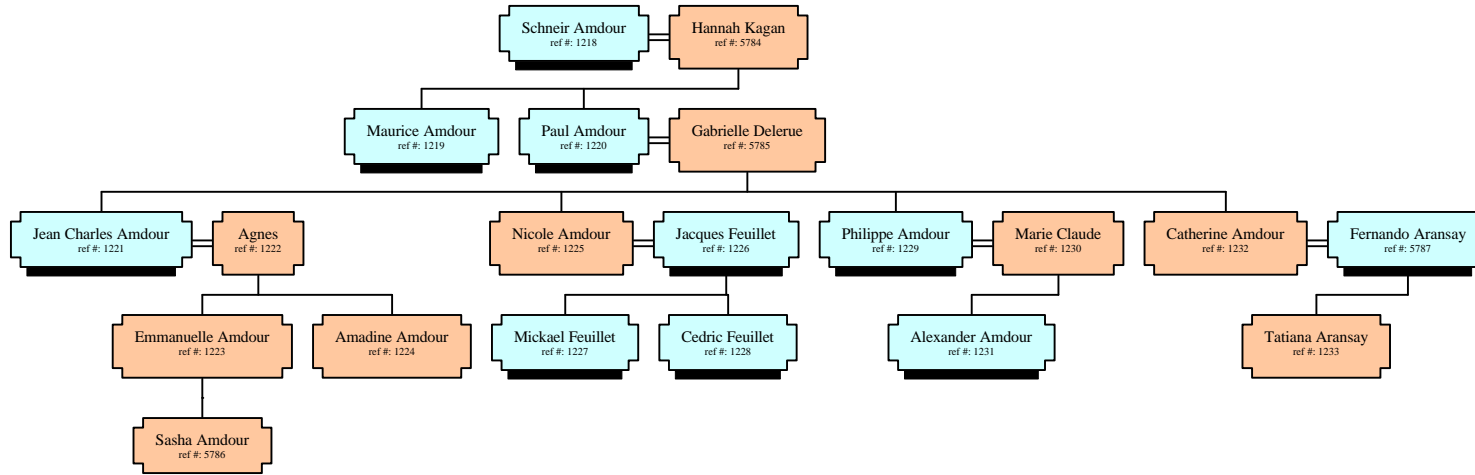 Schneir Amdour
ref #: 1218
Hannah Kagan
ref #: 5784
Maurice Amdour
ref #: 1219
Paul Amdour
ref #: 1220
Gabrielle Delerue
ref #: 5785
Jean Charles Amdour
ref #: 1221
Agnes
ref #: 1222
Nicole Amdour
ref #: 1225
Jacques Feuillet
ref #: 1226
Philippe Amdour
ref #: 1229
Marie Claude
ref #: 1230
Catherine Amdour
ref #: 1232
Fernando Aransay
ref #: 5787
Emmanuelle Amdour
ref #: 1223
Amadine Amdour
ref #: 1224
Mickael Feuillet
ref #: 1227
Cedric Feuillet
ref #: 1228
Alexander Amdour
ref #: 1231
Tatiana Aransay
ref #: 1233
Sasha Amdour
ref #: 5786